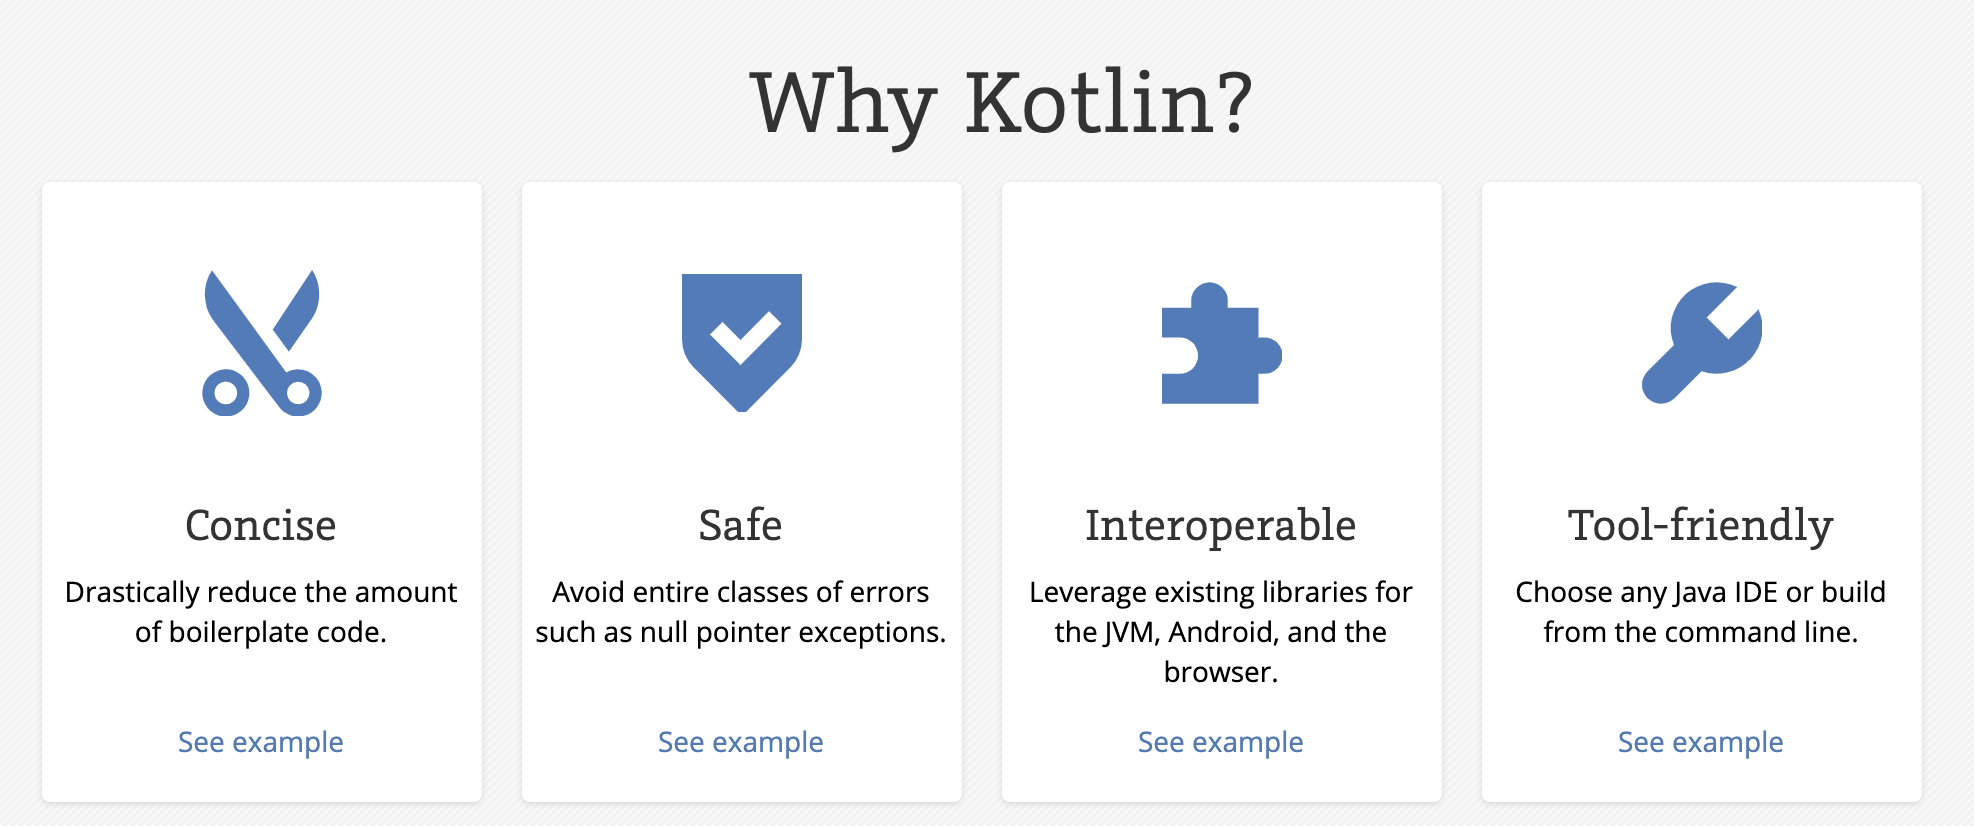 Why Kotlin?
Concise
Drastically reduce the amount
of boilerplate code.
See example
Safe
Avoid entire classes of errors
such as null pointer exceptions.
See example
Interoperable
Leverage existing libraries for
the JVM, Android, and the
browser.
See example
Tool-friendly
Choose any Java IDE or build
from the command line.
See example